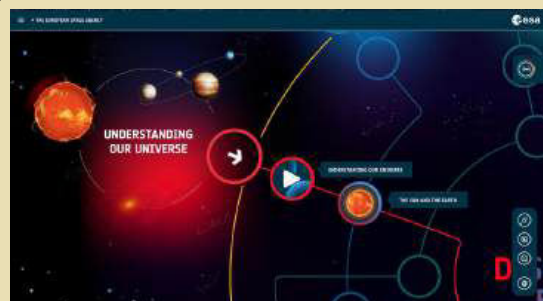 THE EUROPEAN SPACE AGENCY
esa
UNDERSTANDING
OUR UNIVERSE
UNDERSTANDING OUR UNIVERSE
THE SUN AND THE EARTH
D